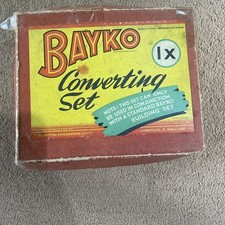 BAYKO
1x
Converting
Set
NOTE: THIS SET CAN ONLY
BE USED IN CONJUNCTION
WITH A STANDARD BAYKO
BUILDING SET
LIVERPOOL